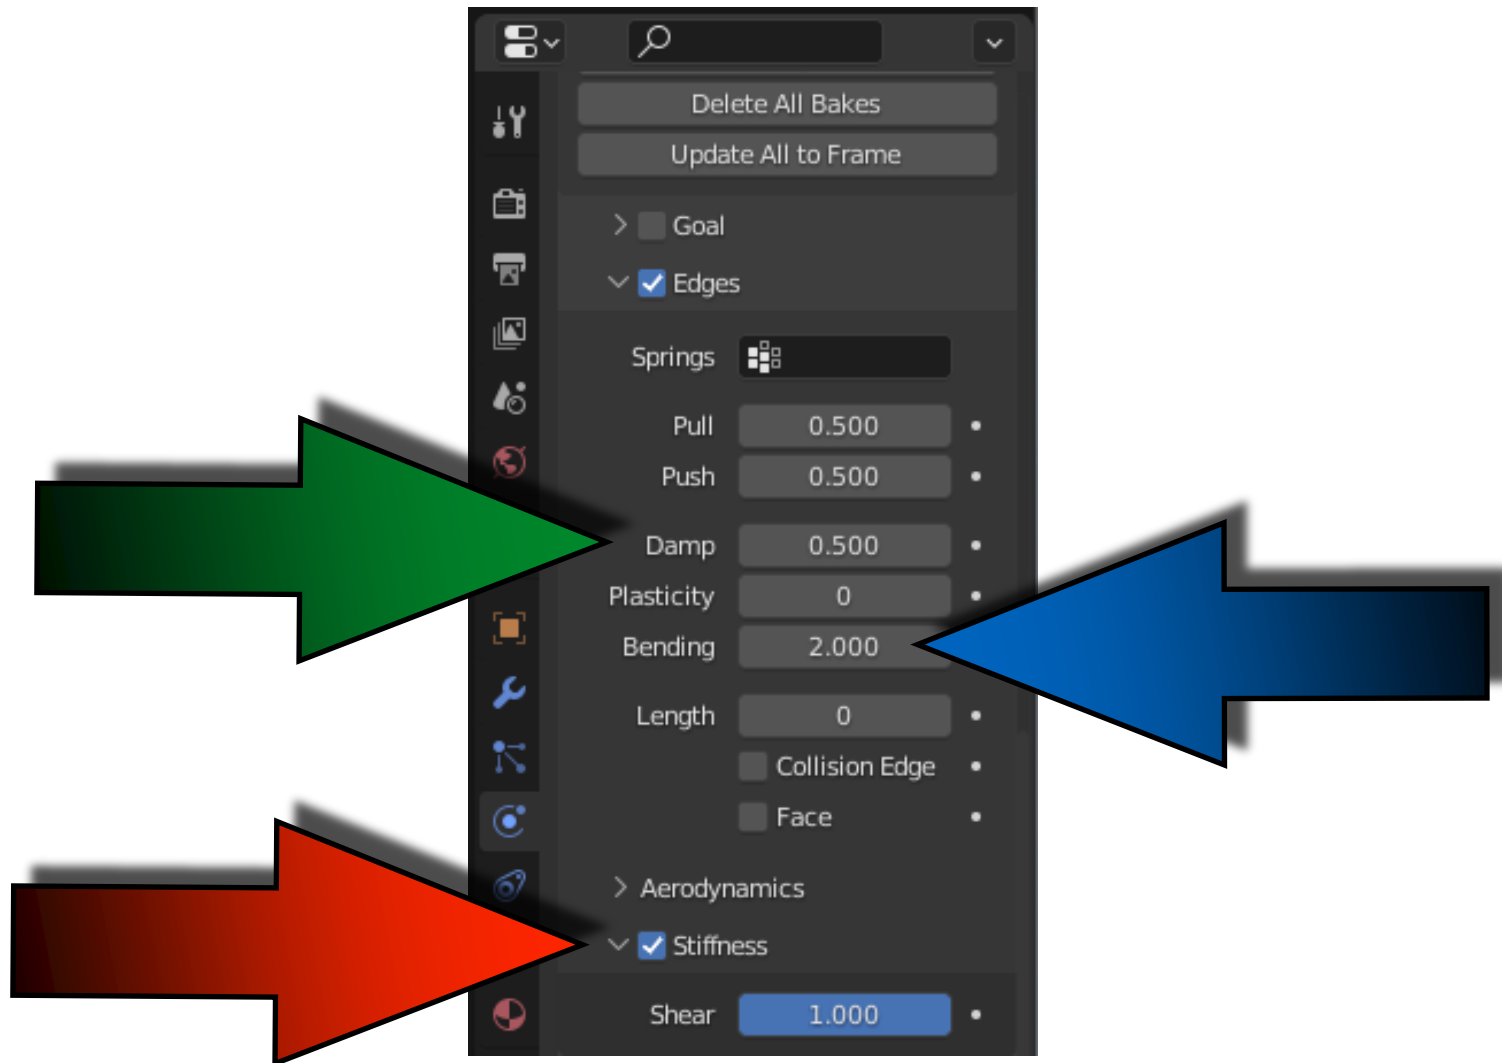 Delete All Bakes
Update All to Frame
Goal
Edges
Springs
Pull 0.500
Push 0.500
Damp 0.500
Plasticity 0
Bending 2.000
Length 0
Collision Edge
Face
Aerodynamics
Stiffness
Shear 1.000